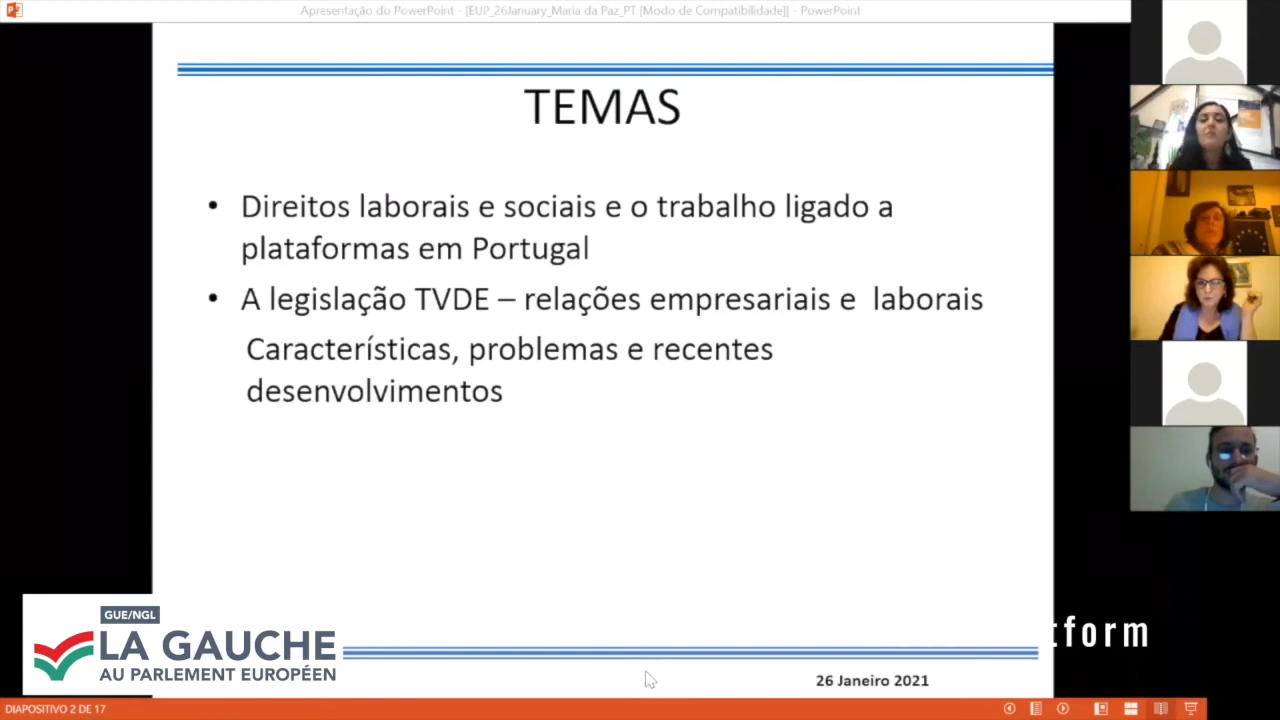 Apresentação do PowerPoint - [EUP_26January_Maria da Paz_PT [Modo de Compatibilidade]] - PowerPoint
TEMAS
• Direitos laborais e sociais e o trabalho ligado a
plataformas em Portugal
• A legislação TVDE – relações empresariais e laborais
Características, problemas e recentes
desenvolvimentos
GUE/NGL
LA GAUCHE
AU PARLEMENT EUROPÉEN
tform
26 Janeiro 2021
DIAPOSITIVO 2 DE 17